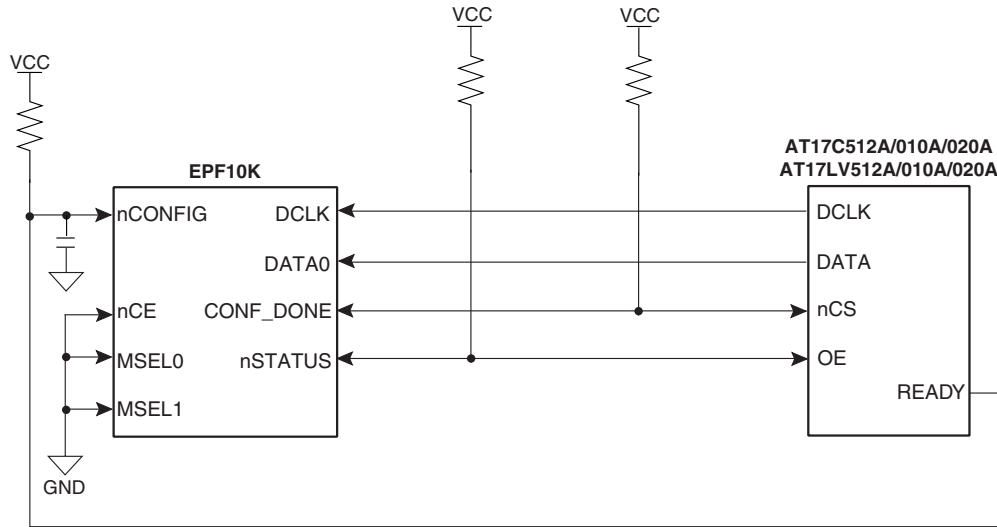 VCC
VCC
VCC
AT17C512A/010A/020A
AT17LV512A/010A/020A
EPF10K
nCONFIG
DCLK
DCLK
DATA0
DATA
nCE
CONF_DONE
nCS
MSEL0
nSTATUS
OE
READY
MSEL1
GND